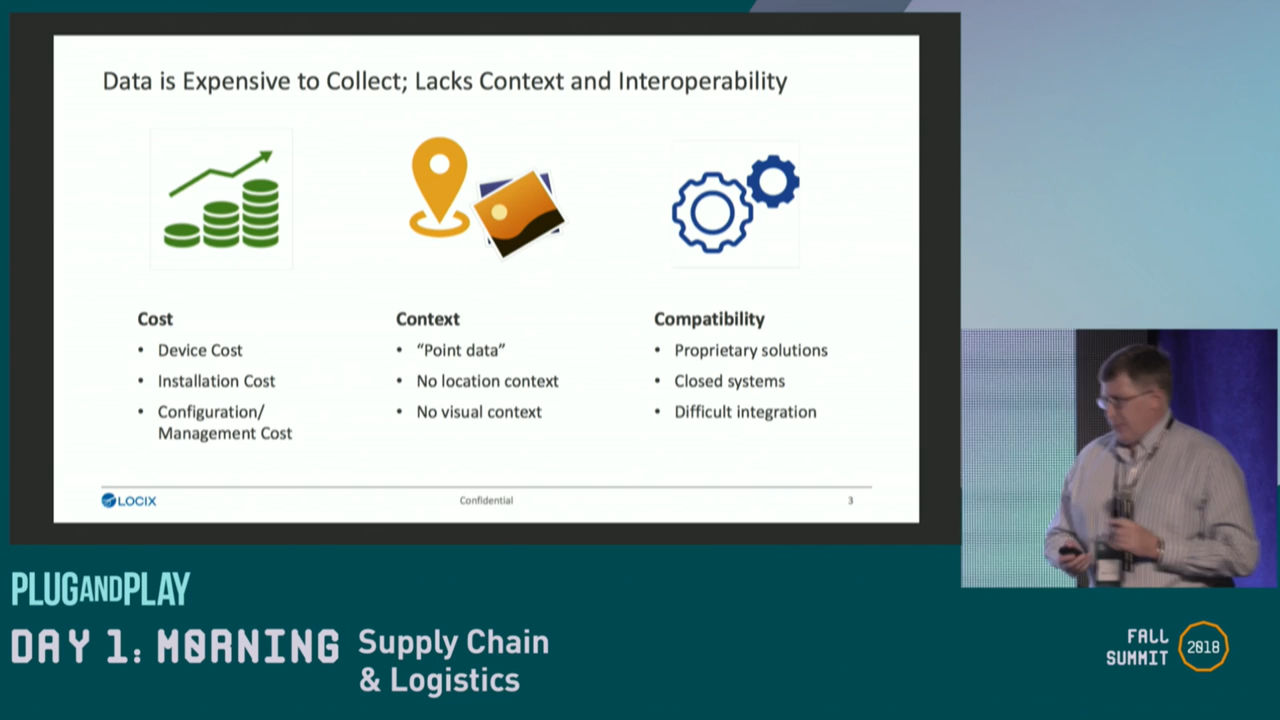 Data is Expensive to Collect; Lacks Context and Interoperability
Cost
• Device Cost
• Installation Cost
• Configuration/
Management Cost
Context
• “Point data”
• No location context
• No visual context
Compatibility
• Proprietary solutions
• Closed systems
• Difficult integration
LOCIX
Confidential
3
PLUGANDPLAY
DAY 1: MORNING
Supply Chain
& Logistics
FALL
SUMMIT
2018